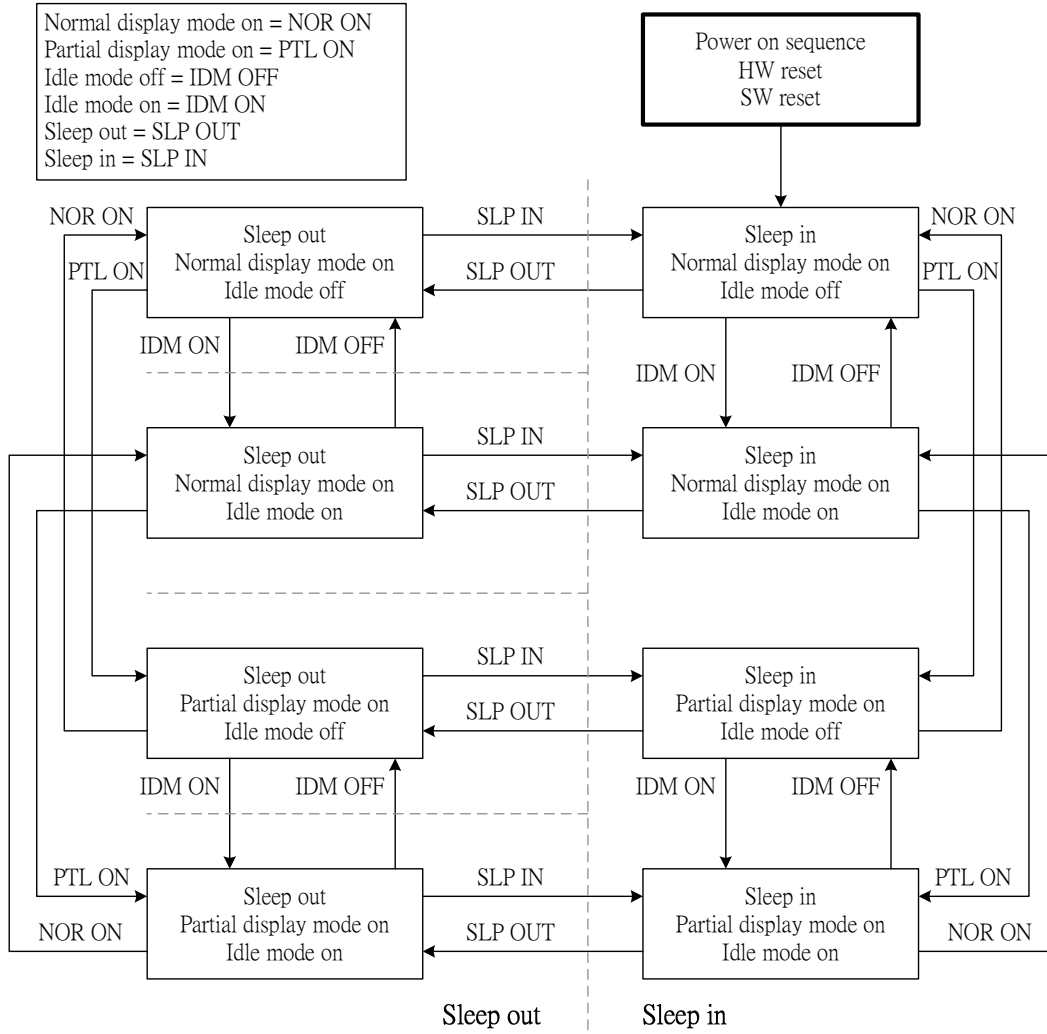 Normal display mode on = NOR ON
Partial display mode on = PTL ON
Idle mode off = IDM OFF
Idle mode on = IDM ON
Sleep out = SLP OUT
Sleep in = SLP IN
Power on sequence
HW reset
SW reset
NOR ON
PTL ON
Sleep out
Normal display mode on
Idle mode off
SLP IN
SLP OUT
Sleep in
Normal display mode on
Idle mode off
NOR ON
PTL ON
IDM ON
IDM OFF
IDM ON
IDM OFF
Sleep out
Normal display mode on
Idle mode on
SLP IN
SLP OUT
Sleep in
Normal display mode on
Idle mode on
Sleep out
Partial display mode on
Idle mode off
SLP IN
SLP OUT
Sleep in
Partial display mode on
Idle mode off
IDM ON
IDM OFF
IDM ON
IDM OFF
PTL ON
NOR ON
Sleep out
Partial display mode on
Idle mode on
SLP IN
SLP OUT
Sleep in
Partial display mode on
Idle mode on
PTL ON
NOR ON
Sleep out
Sleep in